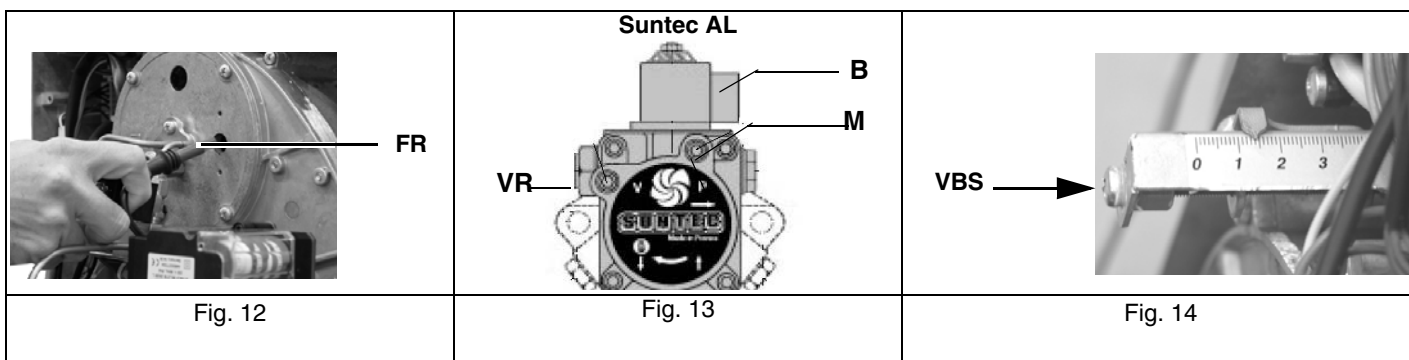 FR
Fig. 12
Suntec AL
B
M
VR
V P
SUNTEC
Made in France
Fig. 13
VBS
0 1 2 3
Fig. 14